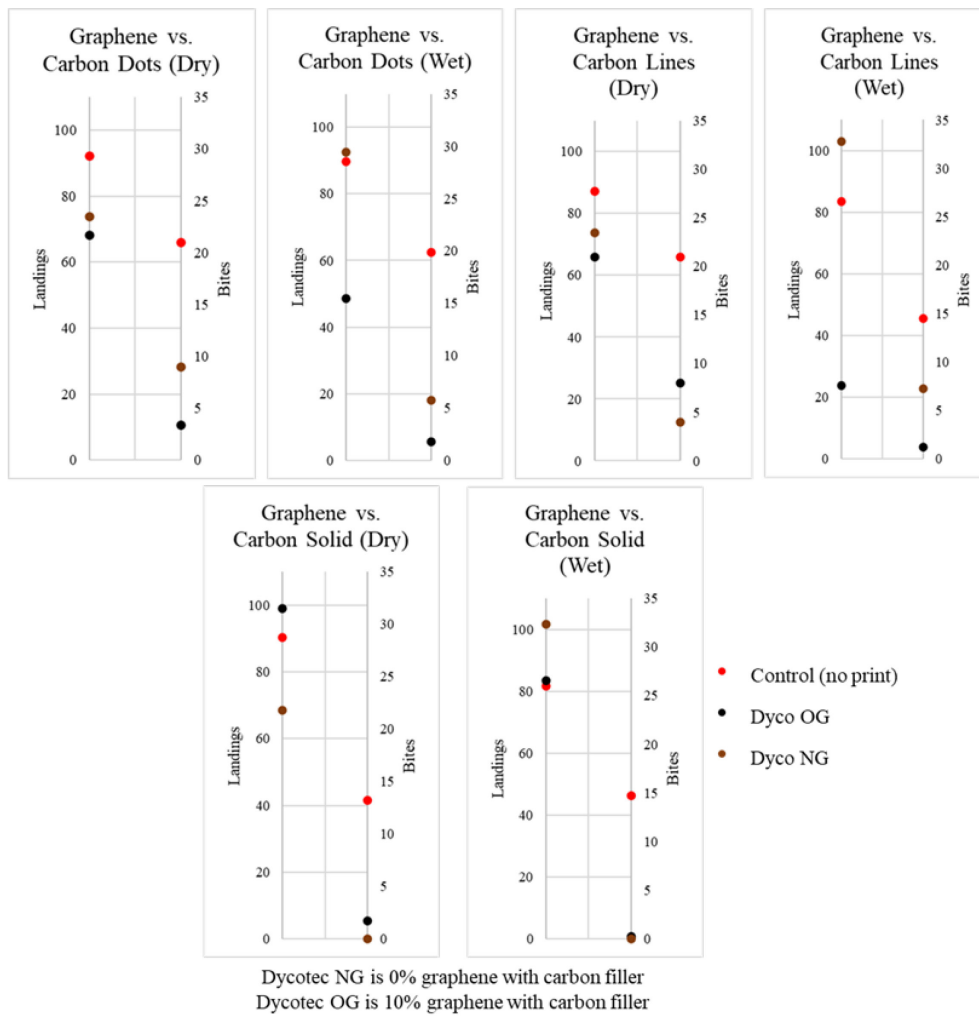 Graphene vs.
Carbon Dots (Dry)
35
30
25
20
15
10
5
0
100
80
60
40
20
0
Landings
Bites
Graphene vs.
Carbon Dots (Wet)
35
30
25
20
15
10
5
0
100
80
60
40
20
0
Landings
Bites
Graphene vs.
Carbon Lines
(Dry)
35
30
25
20
15
10
5
0
100
80
60
40
20
0
Landings
Bites
Graphene vs.
Carbon Lines
(Wet)
35
30
25
20
15
10
5
0
100
80
60
40
20
0
Landings
Bites
Graphene vs.
Carbon Solid (Dry)
35
30
25
20
15
10
5
0
100
80
60
40
20
0
Landings
Bites
Graphene vs.
Carbon Solid
(Wet)
35
30
25
20
15
10
5
0
100
80
60
40
20
0
Landings
Bites
Control (no print)
Dyco OG
Dyco NG
Dycotec NG is 0% graphene with carbon filler
Dycotec OG is 10% graphene with carbon filler